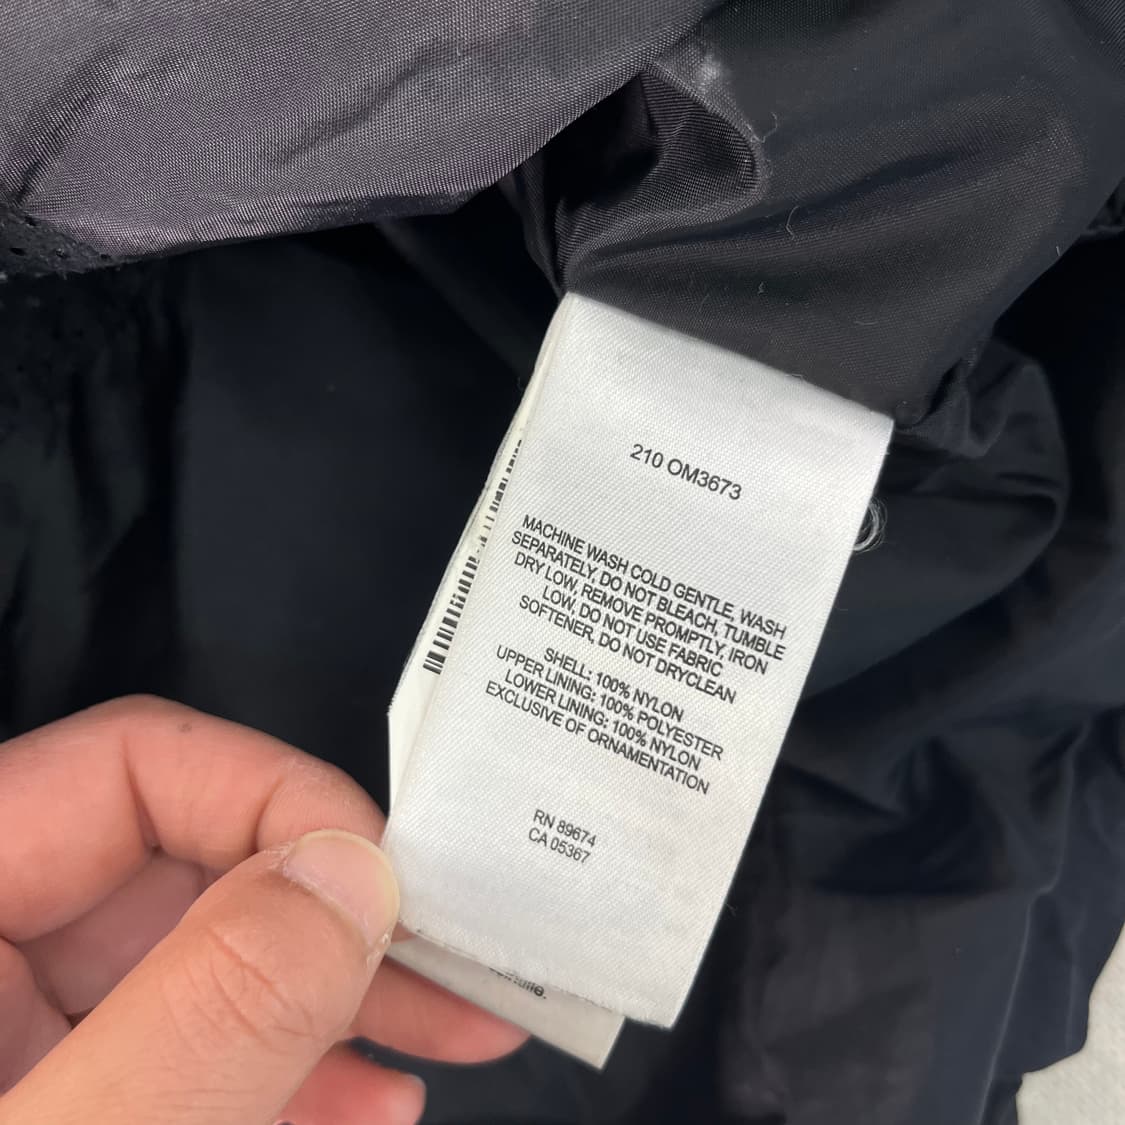 210 OM3673
MACHINE WASH COLD GENTLE, WASH
SEPARATELY, DO NOT BLEACH, TUMBLE
DRY LOW, REMOVE PROMPTLY, IRON
LOW, DO NOT USE FABRIC
SOFTENER, DO NOT DRYCLEAN
SHELL: 100% NYLON
UPPER LINING: 100% POLYESTER
LOWER LINING: 100% NYLON
EXCLUSIVE OF ORNAMENTATION
RN 89674
CA 05367